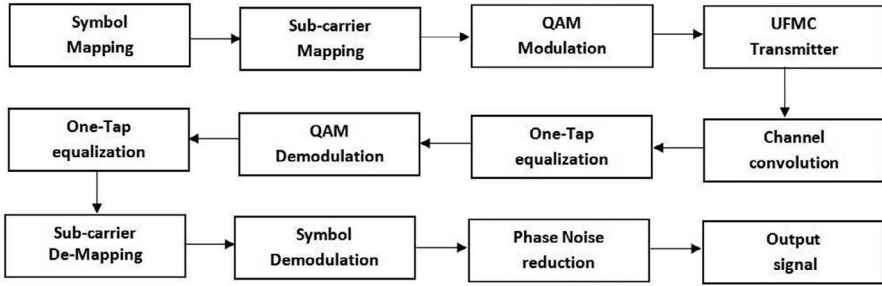 Symbol
Mapping
Sub-carrier
Mapping
QAM
Modulation
UFMC
Transmitter
One-Tap
equalization
QAM
Demodulation
One-Tap
equalization
Channel
convolution
Sub-carrier
De-Mapping
Symbol
Demodulation
Phase Noise
reduction
Output
signal